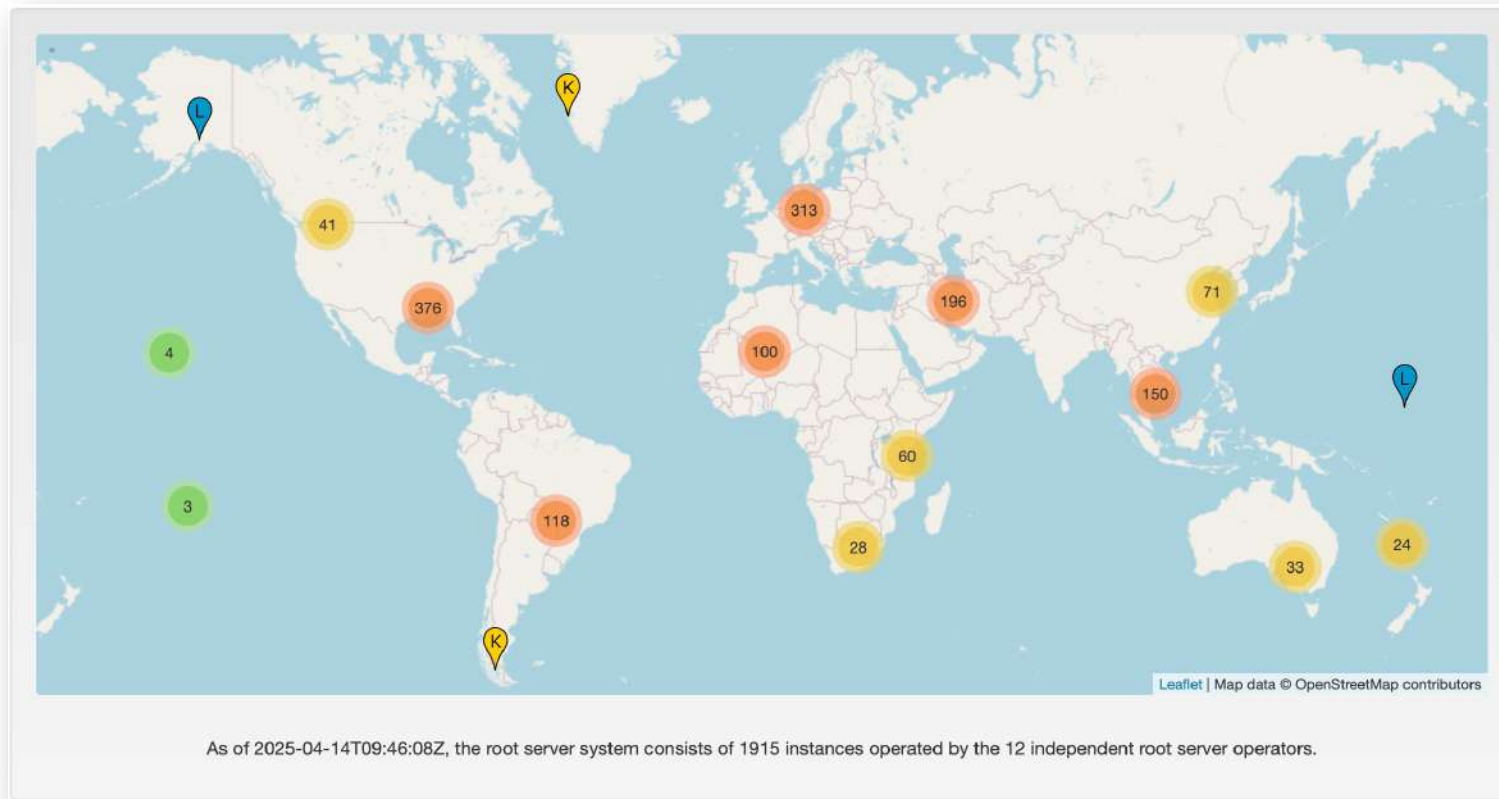 K
L
313
41
71
196
376
100
4
L
150
60
3
118
24
28
33
K
Leaflet | Map data © OpenStreetMap contributors
As of 2025-04-14T09:46:08Z, the root server system consists of 1915 instances operated by the 12 independent root server operators.